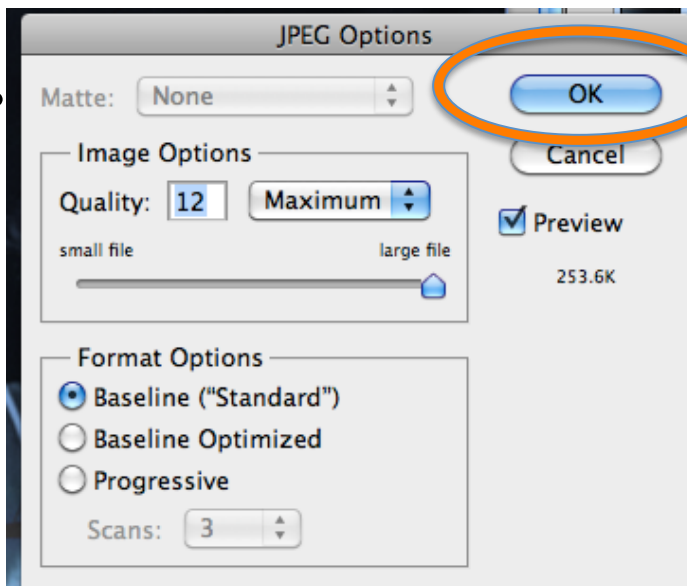 JPEG Options
Matte: None
OK
Image Options
Cancel
Quality: 12 Maximum
Preview
small file large file
253.6K
Format Options
Baseline (“Standard”)
Baseline Optimized
Progressive
Scans: 3